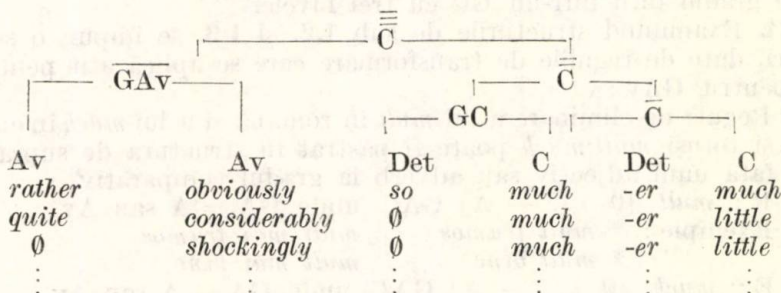 C
GAv C
GC C
Av Av Det C Det C
rather obviously so much -er much
quite considerably ∅ much -er little
∅ shockingly ∅ much -er little